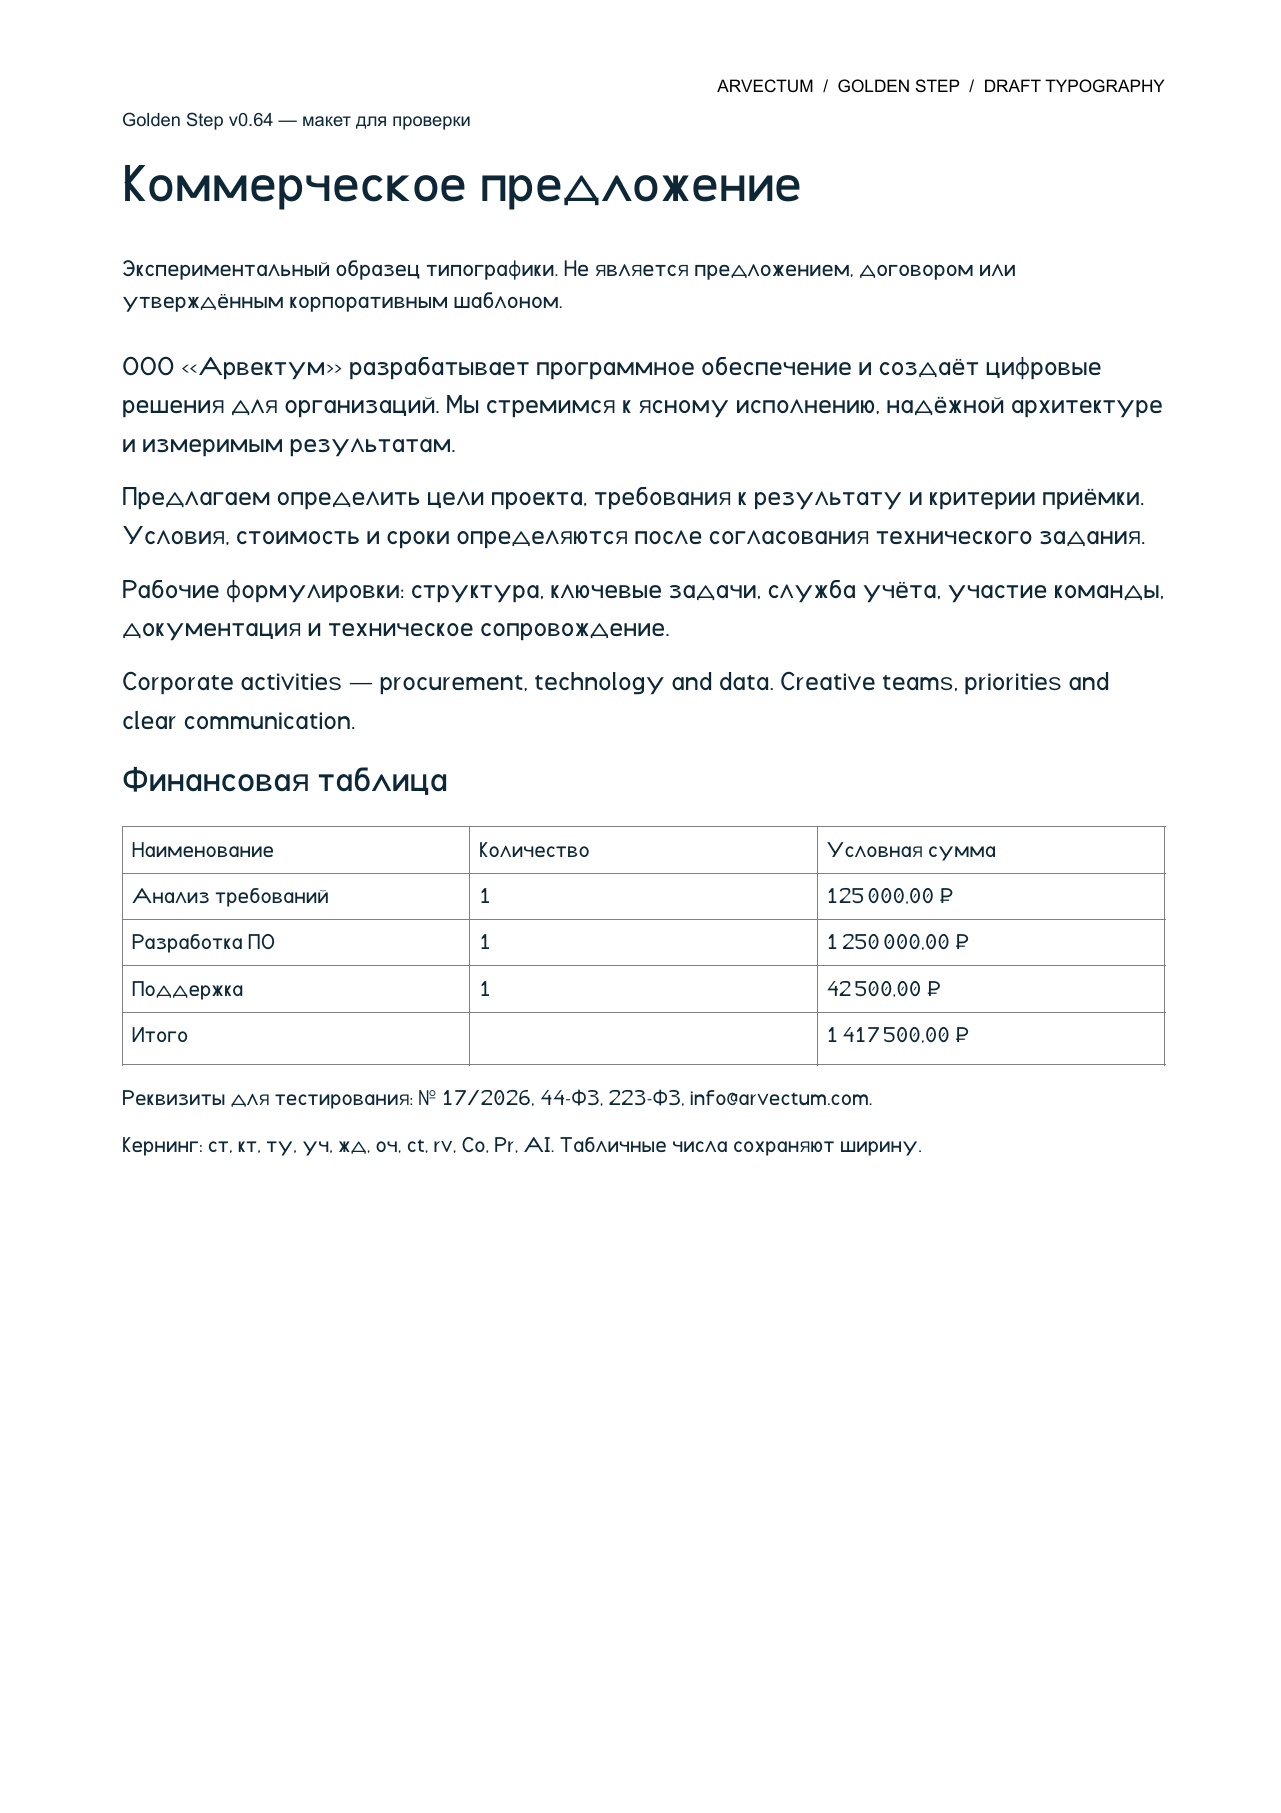 ARVECTUM / GOLDEN STEP / DRAFT TYPOGRAPHY
Golden Step v0.64 — макет для проверки
Коммерческое предложение
Экспериментальный образец типографики. Не является предложением, договором или
утверждённым корпоративным шаблоном.
ООО «Арвектум» разрабатывает программное обеспечение и создаёт цифровые
решения для организаций. Мы стремимся к ясному исполнению, надёжной архитектуре
и измеримым результатам.
Предлагаем определить цели проекта, требования к результату и критерии приёмки.
Условия, стоимость и сроки определяются после согласования технического задания.
Рабочие формулировки: структура, ключевые задачи, служба учёта, участие команды,
документация и техническое сопровождение.
Corporate activities — procurement, technology and data. Creative teams, priorities and
clear communication.
Финансовая таблица
Наименование Количество Условная сумма
Анализ требований 1 125 000,00 ₽
Разработка ПО 1 1 250 000,00 ₽
Поддержка 1 42 500,00 ₽
Итого 1 417 500,00 ₽
Реквизиты для тестирования: № 17/2026, 44-ФЗ, 223-ФЗ, info@arvectum.com.
Кернинг: ст, кт, ту, уч, жд, оч, ct, rv, Co, Pr, AI. Табличные числа сохраняют ширину.